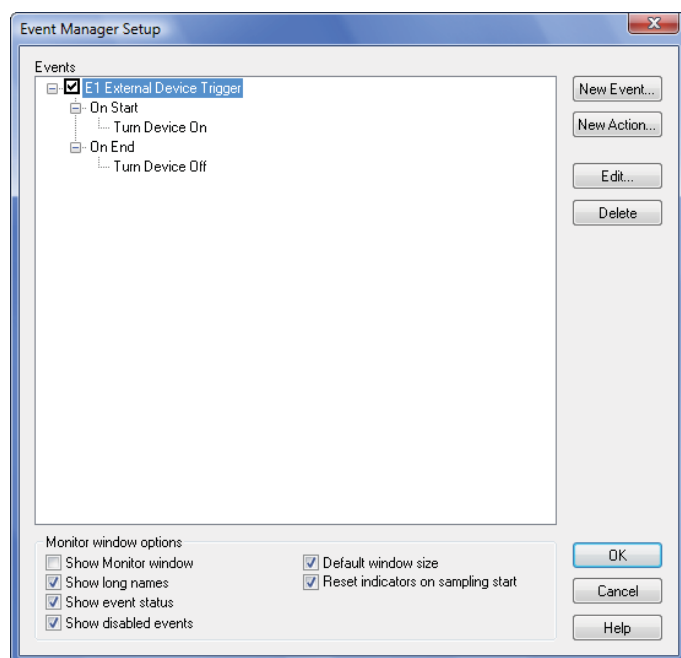 Event Manager Setup
Events
E1 External Device Trigger
On Start
Turn Device On
On End
Turn Device Off
New Event...
New Action...
Edit...
Delete
Monitor window options
Show Monitor window
Show long names
Show event status
Show disabled events
Default window size
Reset indicators on sampling start
OK
Cancel
Help